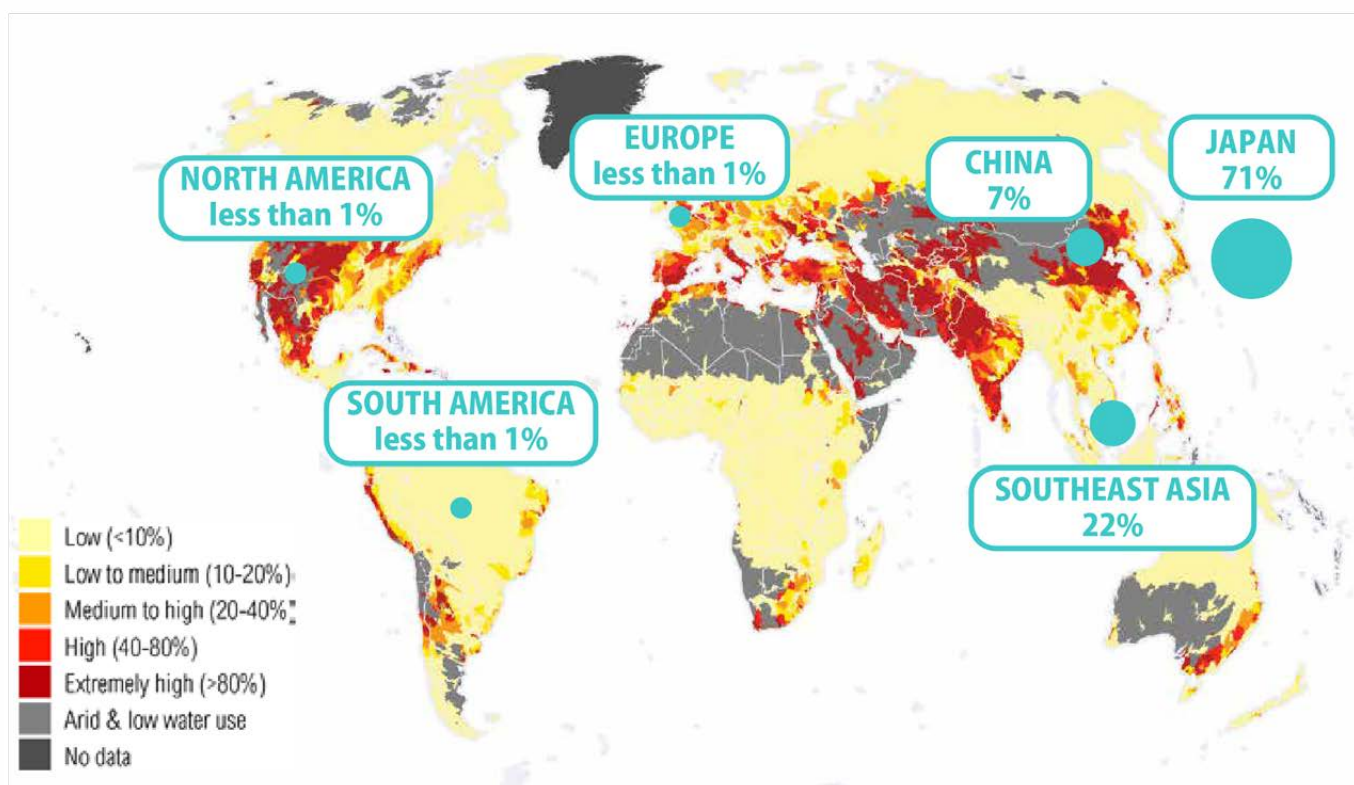 NORTH AMERICA
less than 1%
EUROPE
less than 1%
CHINA
7%
JAPAN
71%
SOUTH AMERICA
less than 1%
SOUTHEAST ASIA
22%
Low (<10%)
Low to medium (10-20%)
Medium to high (20-40%
High (40-80%)
Extremely high (>80%)
Arid & low water use
No data